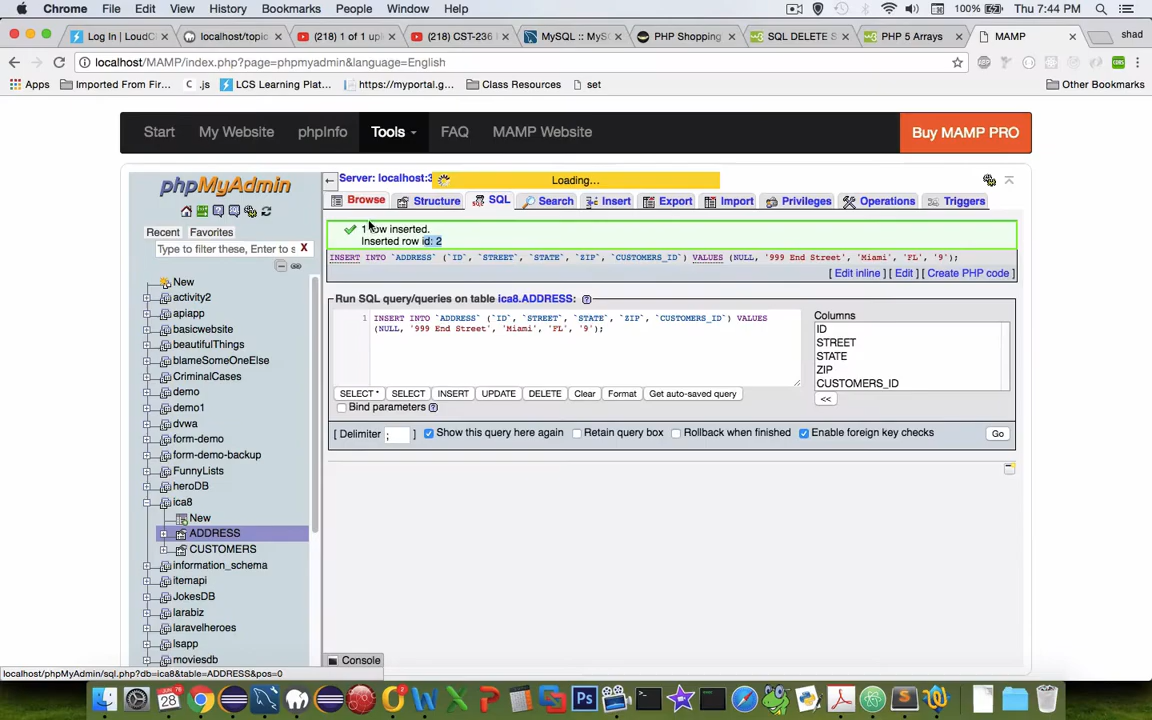 Chrome File Edit View History Bookmarks People Window Help 100% Thu 7:44 PM
Log In | LoudCl
localhost/topic
(218) 1 of 1 upl
(218) CST-236 I
MySQL :: MySC
PHP Shopping
SQL DELETE S
PHP 5 Arrays
MAMP
shad
localhost/MAMP/index.php?page=phpmyadmin&language=English
Apps Imported From Fir... .js LCS Learning Plat... https://myportal.g... Class Resources set Other Bookmarks
Start My Website phpInfo Tools FAQ MAMP Website Buy MAMP PRO
phpMyAdmin
Recent Favorites
Type to filter these, Enter to s X
New
activity2
apiapp
basicwebsite
beautifulThings
blameSomeOneElse
CriminalCases
demo
demo1
dvwa
form-demo
form-demo-backup
FunnyLists
heroDB
ica8
New
ADDRESS
CUSTOMERS
information_schema
itemapi
JokesDB
larabiz
laravelheroes
lsapp
moviesdb
Server: localhost:3
Loading...
Browse Structure SQL Search Insert Export Import Privileges Operations Triggers
1 row inserted.
Inserted row id: 2
INSERT INTO `ADDRESS` (`ID`, `STREET`, `STATE`, `ZIP`, `CUSTOMERS_ID`) VALUES (NULL, '999 End Street', 'Miami', 'FL', '9');
[ Edit inline ] [ Edit ] [ Create PHP code ]
Run SQL query/queries on table ica8.ADDRESS:
1 INSERT INTO `ADDRESS` (`ID`, `STREET`, `STATE`, `ZIP`, `CUSTOMERS_ID`) VALUES
(NULL, '999 End Street', 'Miami', 'FL', '9');
Columns
ID
STREET
STATE
ZIP
CUSTOMERS_ID
SELECT * SELECT INSERT UPDATE DELETE Clear Format Get auto-saved query <<
Bind parameters
[ Delimiter ; ] Show this query here again Retain query box Rollback when finished Enable foreign key checks Go
Console
localhost/phpMyAdmin/sql.php?db=ica8&table=ADDRESS&pos=0